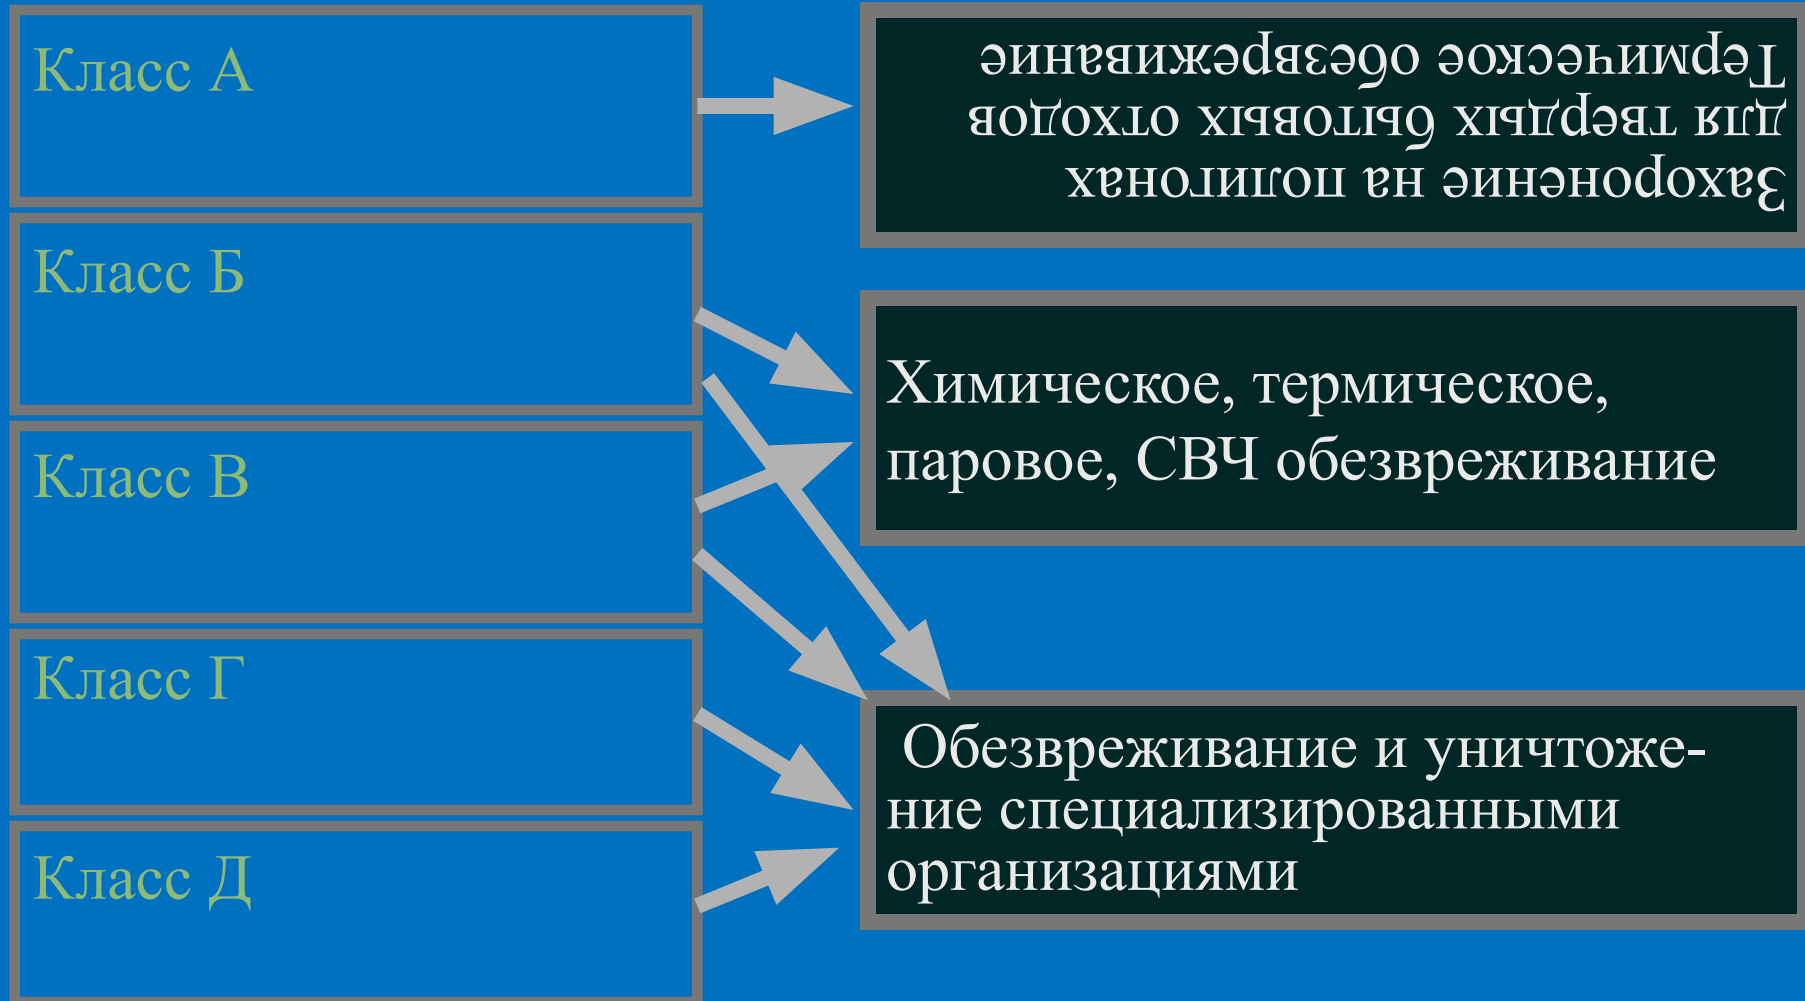 Класс А
Захоронение на полигонах
для твердых бытовых отходов
Термическое обезвреживание
Класс Б
Химическое, термическое,
паровое, СВЧ обезвреживание
Класс В
Класс Г
Обезвреживание и уничтоже-
ние специализированными
организациями
Класс Д